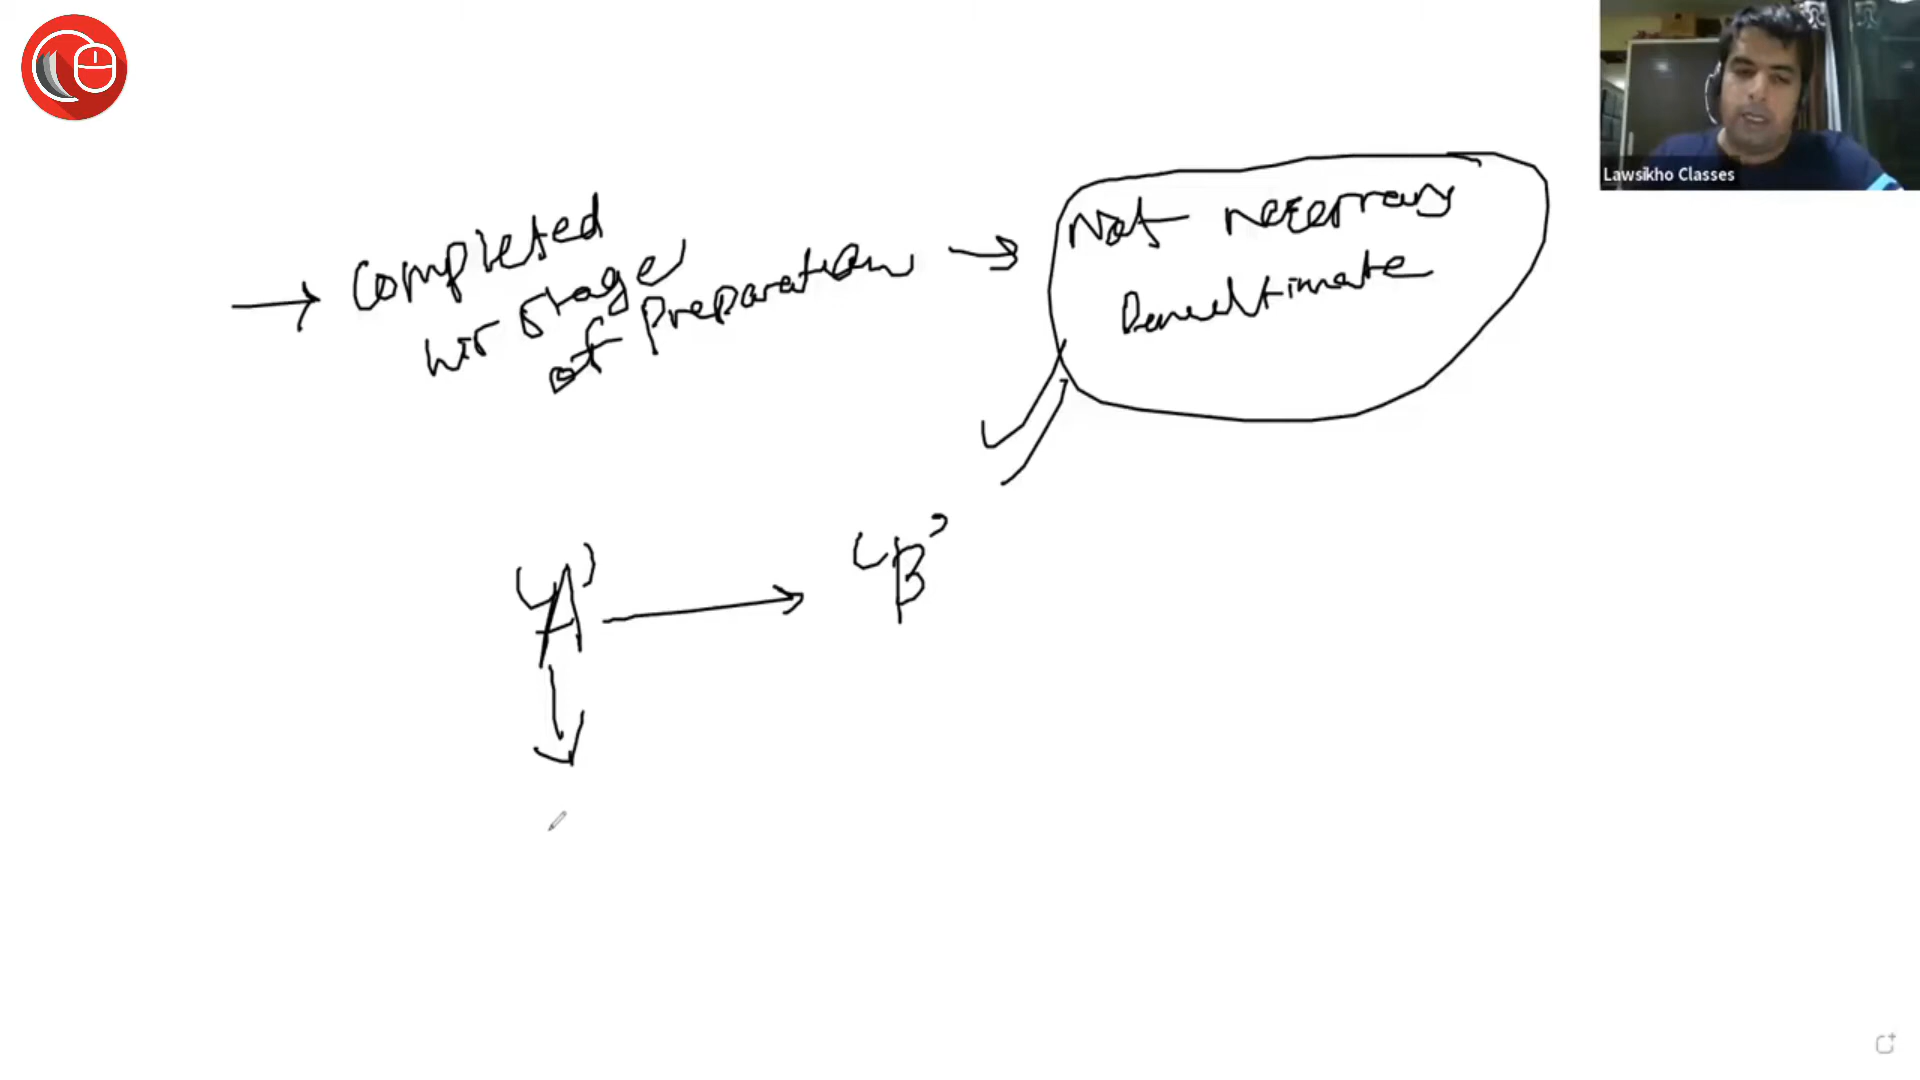 Lawsikho Classes
→ completed
his stage
of preparation → Not necessary
Penultimate
'A' → 'B'